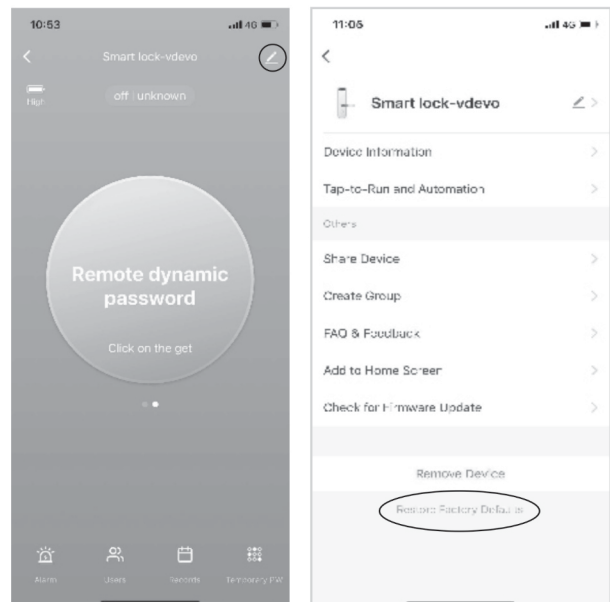 10:53
4G
Smart lock-vdevo
High
off unknown
Remote dynamic
password
Click on the get
Alarm
Users
Records
Temporary PW
11:05
4G
Smart lock-vdevo
Device Information
Tap-to-Run and Automation
Others
Share Device
Create Group
FAQ & Feedback
Add to Home Screen
Check for Firmware Update
Remove Device
Restore Factory Defaults